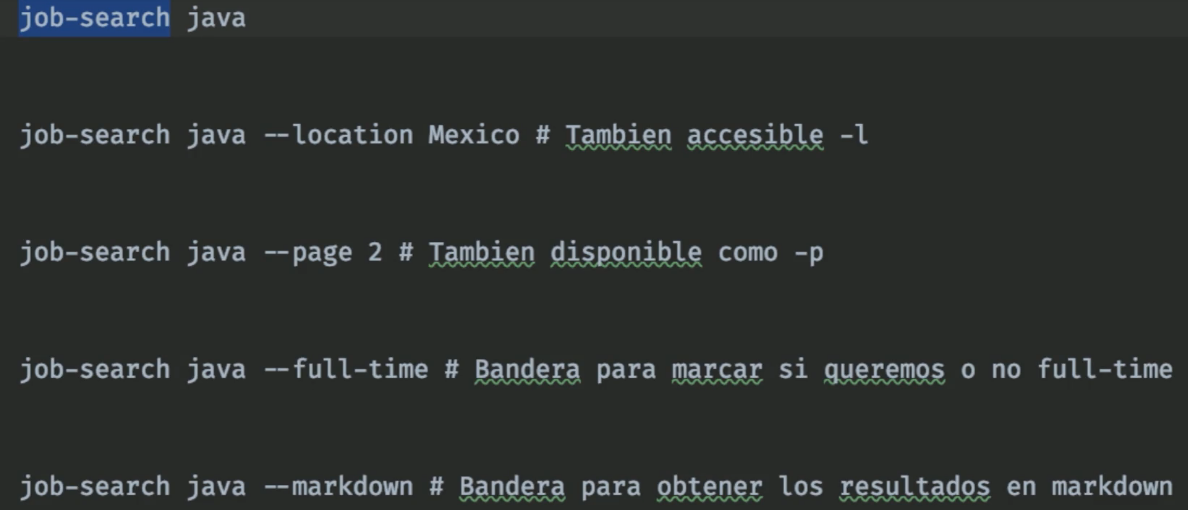 job-search java
job-search java --location Mexico # Tambien accesible -l
job-search java --page 2 # Tambien disponible como -p
job-search java --full-time # Bandera para marcar si queremos o no full-time
job-search java --markdown # Bandera para obtener los resultados en markdown